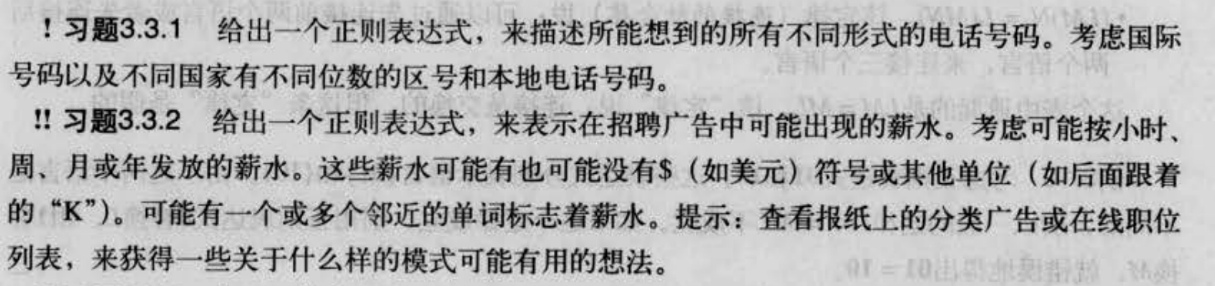 ！习题3.3.1 给出一个正则表达式，来描述所能想到的所有不同形式的电话号码。考虑国际
号码以及不同国家有不同位数的区号和本地电话号码。
!! 习题3.3.2 给出一个正则表达式，来表示在招聘广告中可能出现的薪水。考虑可能按小时、
周、月或年发放的薪水。这些薪水可能有也可能没有$（如美元）符号或其他单位（如后面跟着
的“K”）。可能有一个或多个邻近的单词标志着薪水。提示：查看报纸上的分类广告或在线职位
列表，来获得一些关于什么样的模式可能有用的想法。